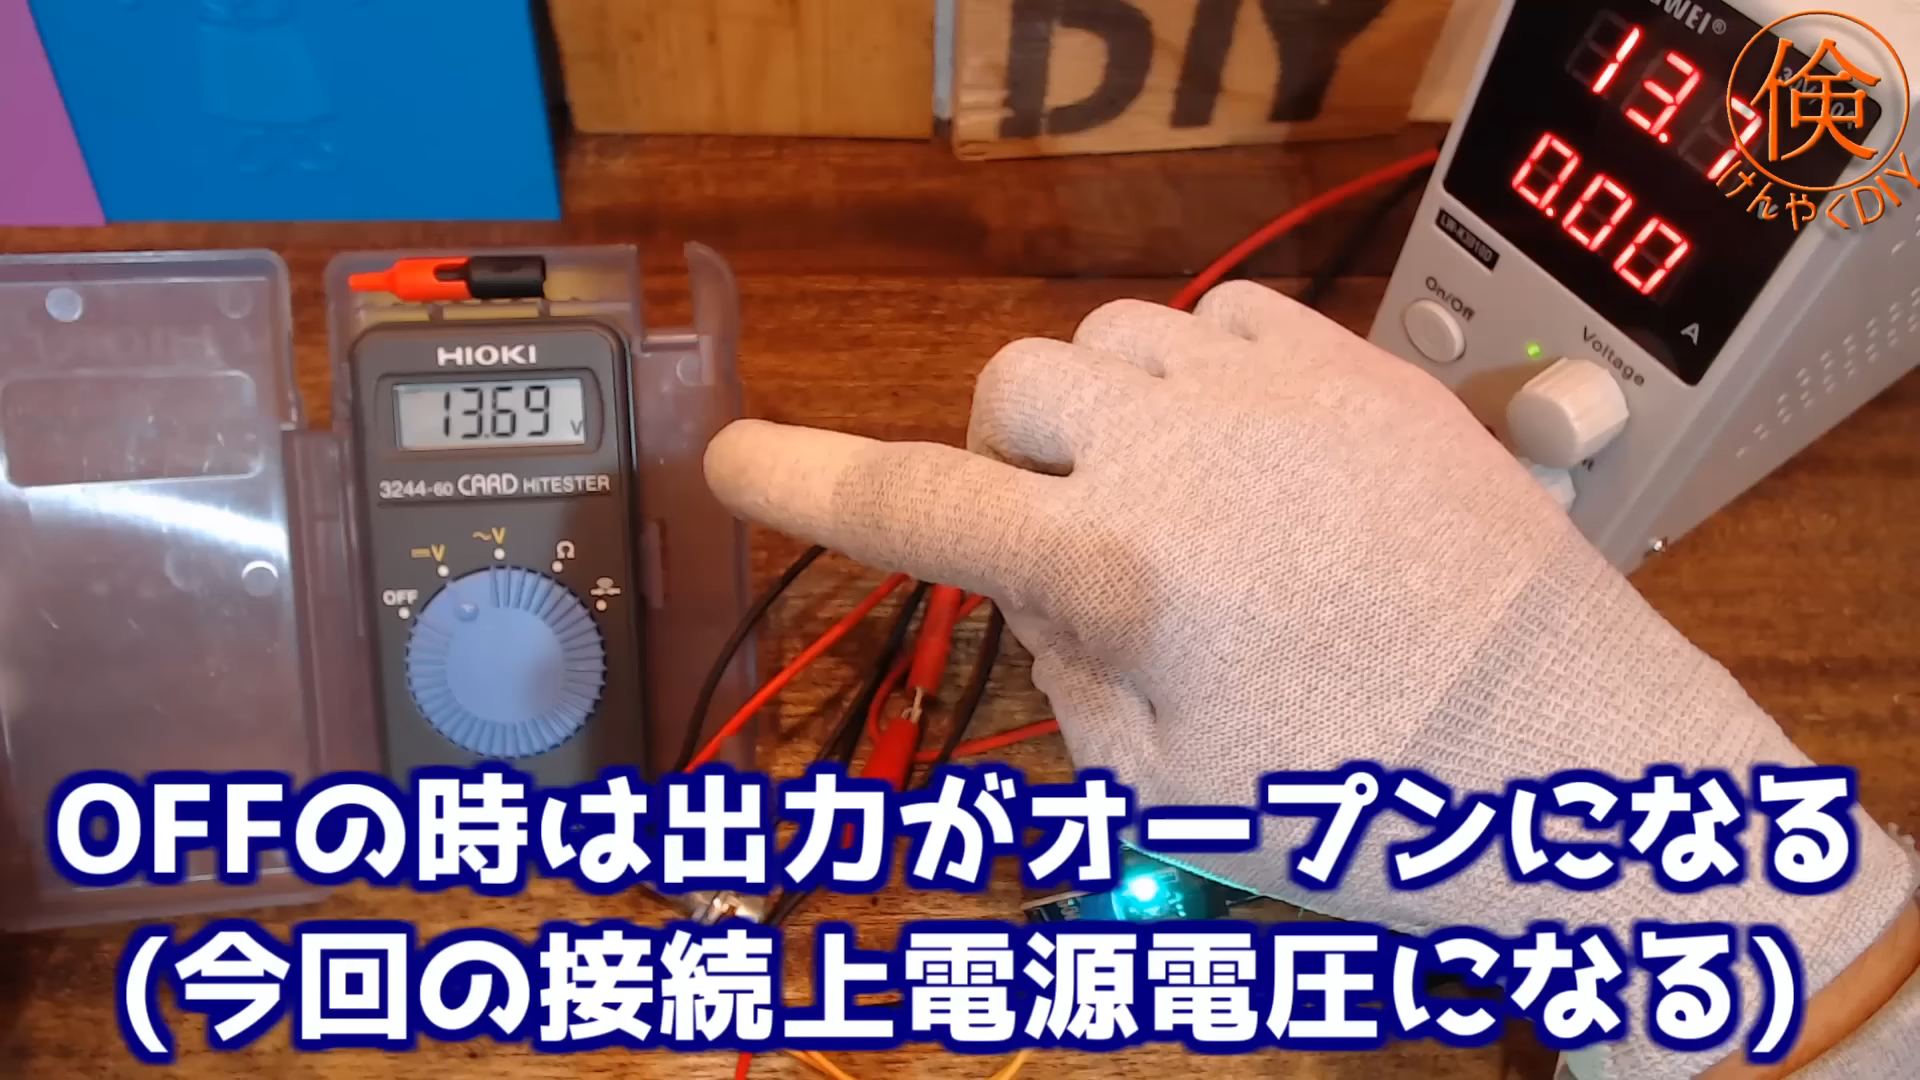 DIY
13.7
0.00
On/Off
Voltage
A
倹
けんやくDIY
HIOKI
13.69 V
3244-60 CARD HiTESTER
OFF
⎓V
~V
Ω
OFFの時は出力がオープンになる
(今回の接続上電源電圧になる)